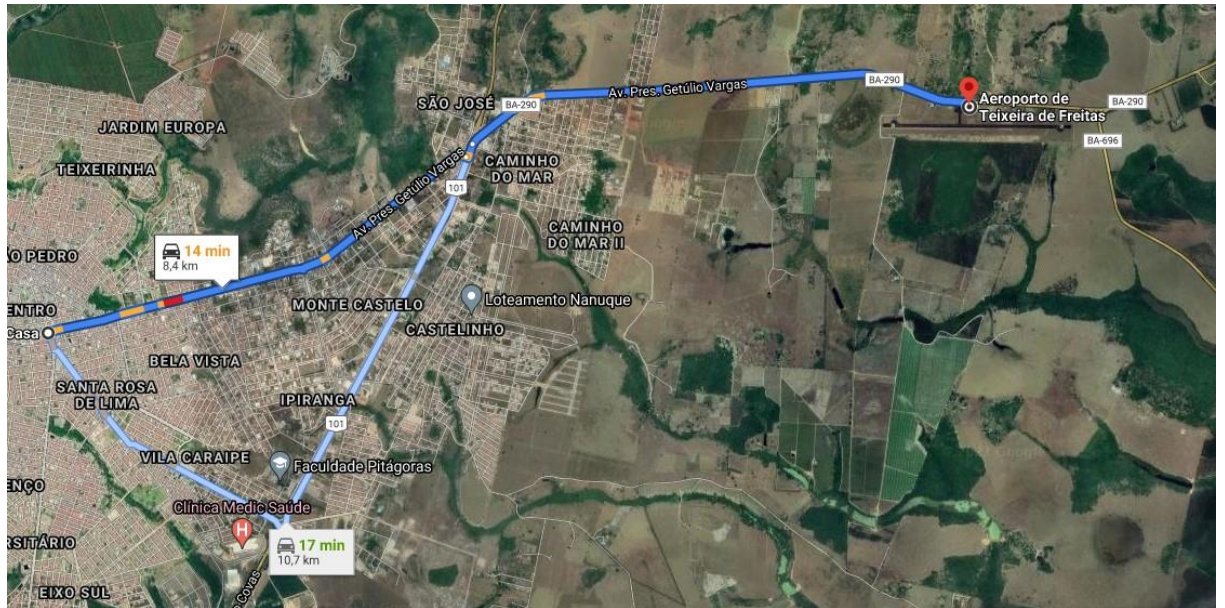 JARDIM EUROPA
TEIXEIRINHA
SÃO JOSÉ
BA-290
Av. Pres. Getúlio Vargas
BA-290
Aeroporto de
Teixeira de Freitas
BA-290
BA-696
Av. Pres. Getúlio Vargas
101
CAMINHO
DO MAR
CAMINHO
DO MAR II
ÃO PEDRO
14 min
8,4 km
ENTRO
Casa
MONTE CASTELO
Loteamento Nanuque
CASTELINHO
BELA VISTA
SANTA ROSA
DE LIMA
IPIRANGA
101
VILA CARAIPE
Faculdade Pitágoras
ENÇO
Clínica Medic Saúde
H
17 min
10,7 km
RSITÁRIO
EIXO SUL
o Covas